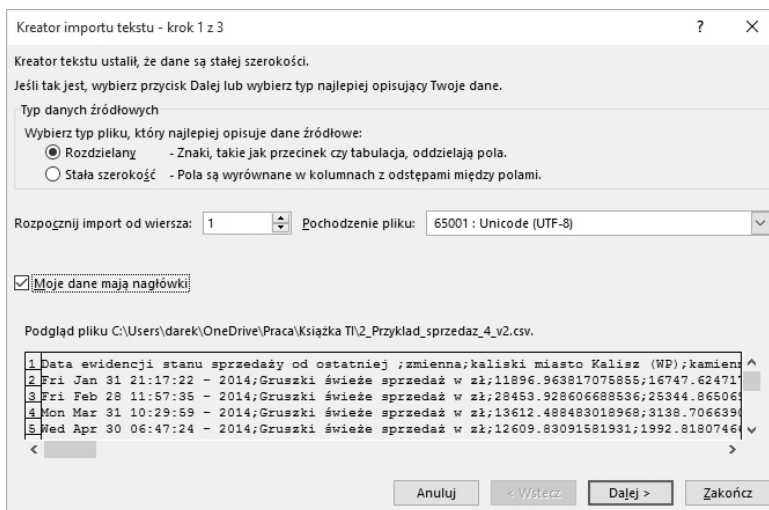 Kreator importu tekstu - krok 1 z 3 ? X
Kreator tekstu ustalił, że dane są stałej szerokości.
Jeśli tak jest, wybierz przycisk Dalej lub wybierz typ najlepiej opisujący Twoje dane.
Typ danych źródłowych
Wybierz typ pliku, który najlepiej opisuje dane źródłowe:
Rozdzielany - Znaki, takie jak przecinek czy tabulacja, oddzielają pola.
Stała szerokość - Pola są wyrównane w kolumnach z odstępami między polami.
Rozpocznij import od wiersza: 1 Pochodzenie pliku: 65001 : Unicode (UTF-8)
Moje dane mają nagłówki
Podgląd pliku C:\Users\darek\OneDrive\Praca\Książka TI\2_Przyklad_sprzedaz_4_v2.csv.
1 Data ewidencji stanu sprzedaży od ostatniej ;zmienna;kaliski miasto Kalisz (WP);kamienn
2 Fri Jan 31 21:17:22 - 2014;Gruszki świeże sprzedaż w zł;11896.963817075855;16747.624717
3 Fri Feb 28 11:57:35 - 2014;Gruszki świeże sprzedaż w zł;28453.928606688536;25344.865069
4 Mon Mar 31 10:29:59 - 2014;Gruszki świeże sprzedaż w zł;13612.488483018968;3138.7066390
5 Wed Apr 30 06:47:24 - 2014;Gruszki świeże sprzedaż w zł;12609.83091581931;1992.81807466
Anuluj < Wstecz Dalej > Zakończ